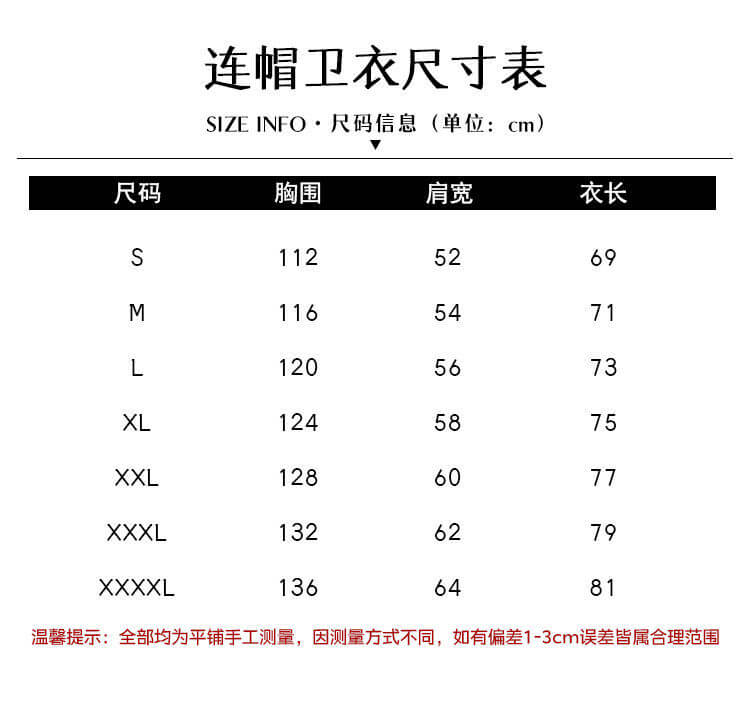 连帽卫衣尺寸表
SIZE INFO·尺码信息（单位：cm）
尺码 胸围 肩宽 衣长
S 112 52 69
M 116 54 71
L 120 56 73
XL 124 58 75
XXL 128 60 77
XXXL 132 62 79
XXXXL 136 64 81
温馨提示：全部均为平铺手工测量，因测量方式不同，如有偏差1-3cm误差皆属合理范围